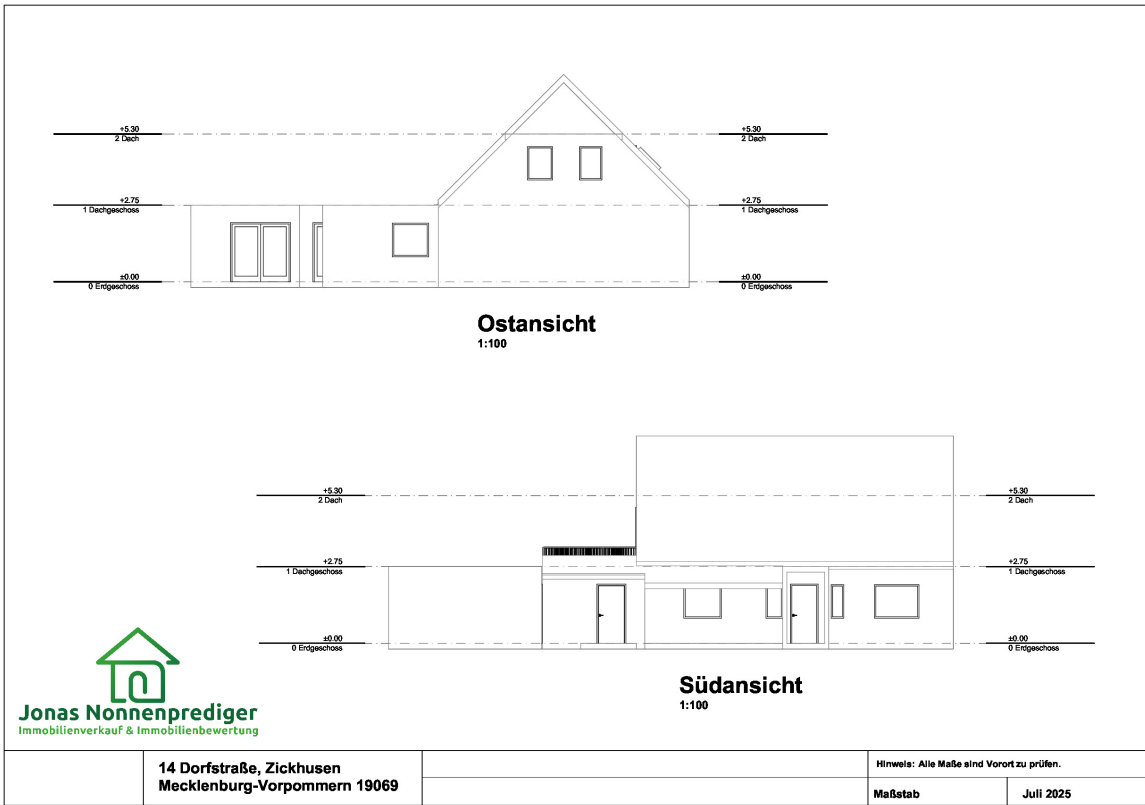 +5.30
2 Dach
+5.30
2 Dach
+2.75
1 Dachgeschoss
+2.75
1 Dachgeschoss
±0.00
0 Erdgeschoss
±0.00
0 Erdgeschoss
Ostansicht
1:100
+5.30
2 Dach
+5.30
2 Dach
+2.75
1 Dachgeschoss
+2.75
1 Dachgeschoss
±0.00
0 Erdgeschoss
±0.00
0 Erdgeschoss
Südansicht
1:100
Jonas Nonnenprediger
Immobilienverkauf & Immobilienbewertung
14 Dorfstraße, Zickhusen
Mecklenburg-Vorpommern 19069
Hinweis: Alle Maße sind Vorort zu prüfen.
Maßstab
Juli 2025